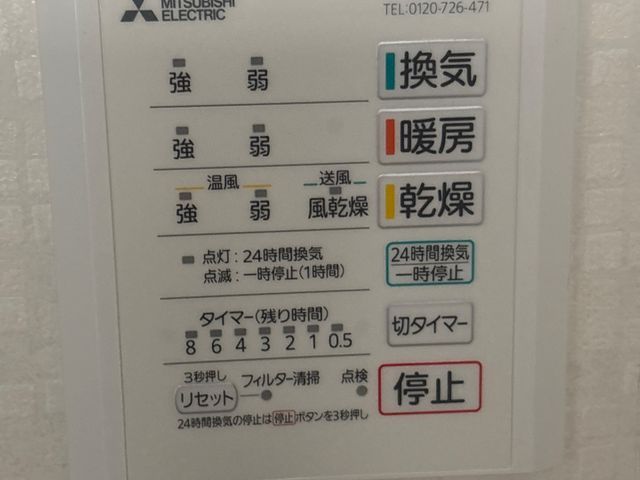 MITSUBISHI
ELECTRIC
TEL:0120-726-471
強 弱 換気
強 弱 暖房
温風 送風
強 弱 風乾燥 乾燥
点灯:24時間換気
点滅:一時停止(1時間)
24時間換気
一時停止
タイマー(残り時間)
8 6 4 3 2 1 0.5
切タイマー
3秒押し
リセット フィルター清掃 点検
停止
24時間換気の停止は停止ボタンを3秒押し